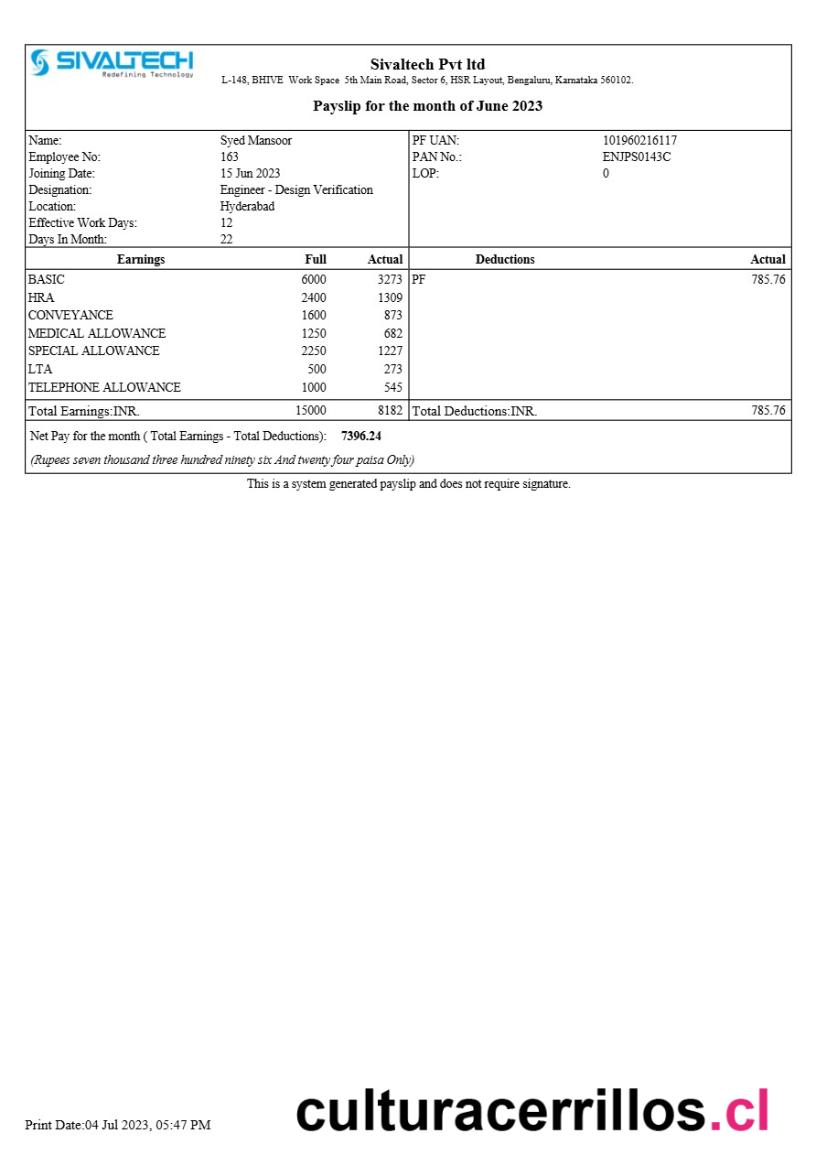 SIVALTECH
Redefining Technology
Sivaltech Pvt ltd
L-148, BHIVE Work Space 5th Main Road, Sector 6, HSR Layout, Bengaluru, Karnataka 560102.
Payslip for the month of June 2023
Name: Syed Mansoor PF UAN: 101960216117
Employee No: 163 PAN No.: ENJPS0143C
Joining Date: 15 Jun 2023 LOP: 0
Designation: Engineer - Design Verification
Location: Hyderabad
Effective Work Days: 12
Days In Month: 22
Earnings Full Actual Deductions Actual
BASIC 6000 3273 PF 785.76
HRA 2400 1309
CONVEYANCE 1600 873
MEDICAL ALLOWANCE 1250 682
SPECIAL ALLOWANCE 2250 1227
LTA 500 273
TELEPHONE ALLOWANCE 1000 545
Total Earnings:INR. 15000 8182 Total Deductions:INR. 785.76
Net Pay for the month ( Total Earnings - Total Deductions): 7396.24
(Rupees seven thousand three hundred ninety six And twenty four paisa Only)
This is a system generated payslip and does not require signature.
Print Date:04 Jul 2023, 05:47 PM
culturacerrillos.cl